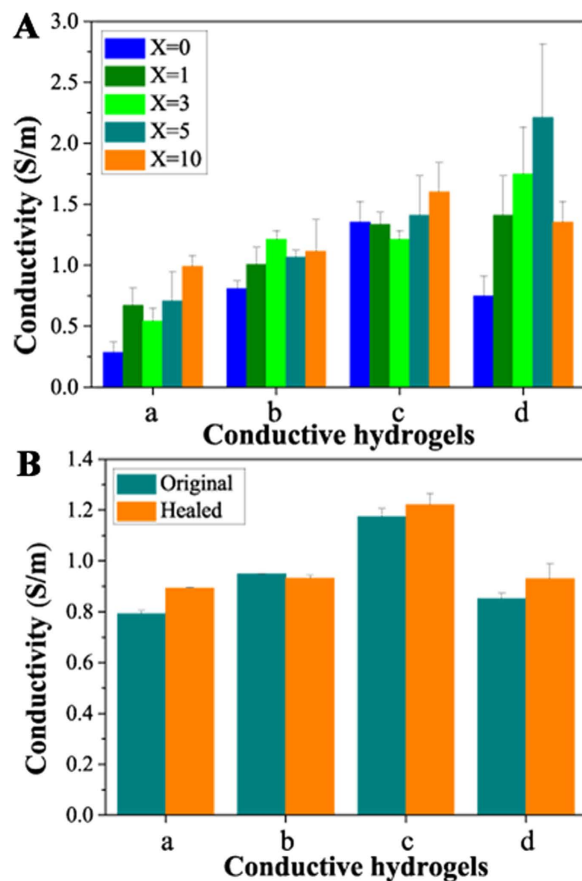 A
3.0
2.5
2.0
1.5
1.0
0.5
0.0
Conductivity (S/m)
X=0
X=1
X=3
X=5
X=10
a b c d
Conductive hydrogels
B
1.4
1.2
1.0
0.8
0.6
0.4
0.2
0.0
Conductivity (S/m)
Original
Healed
a b c d
Conductive hydrogels